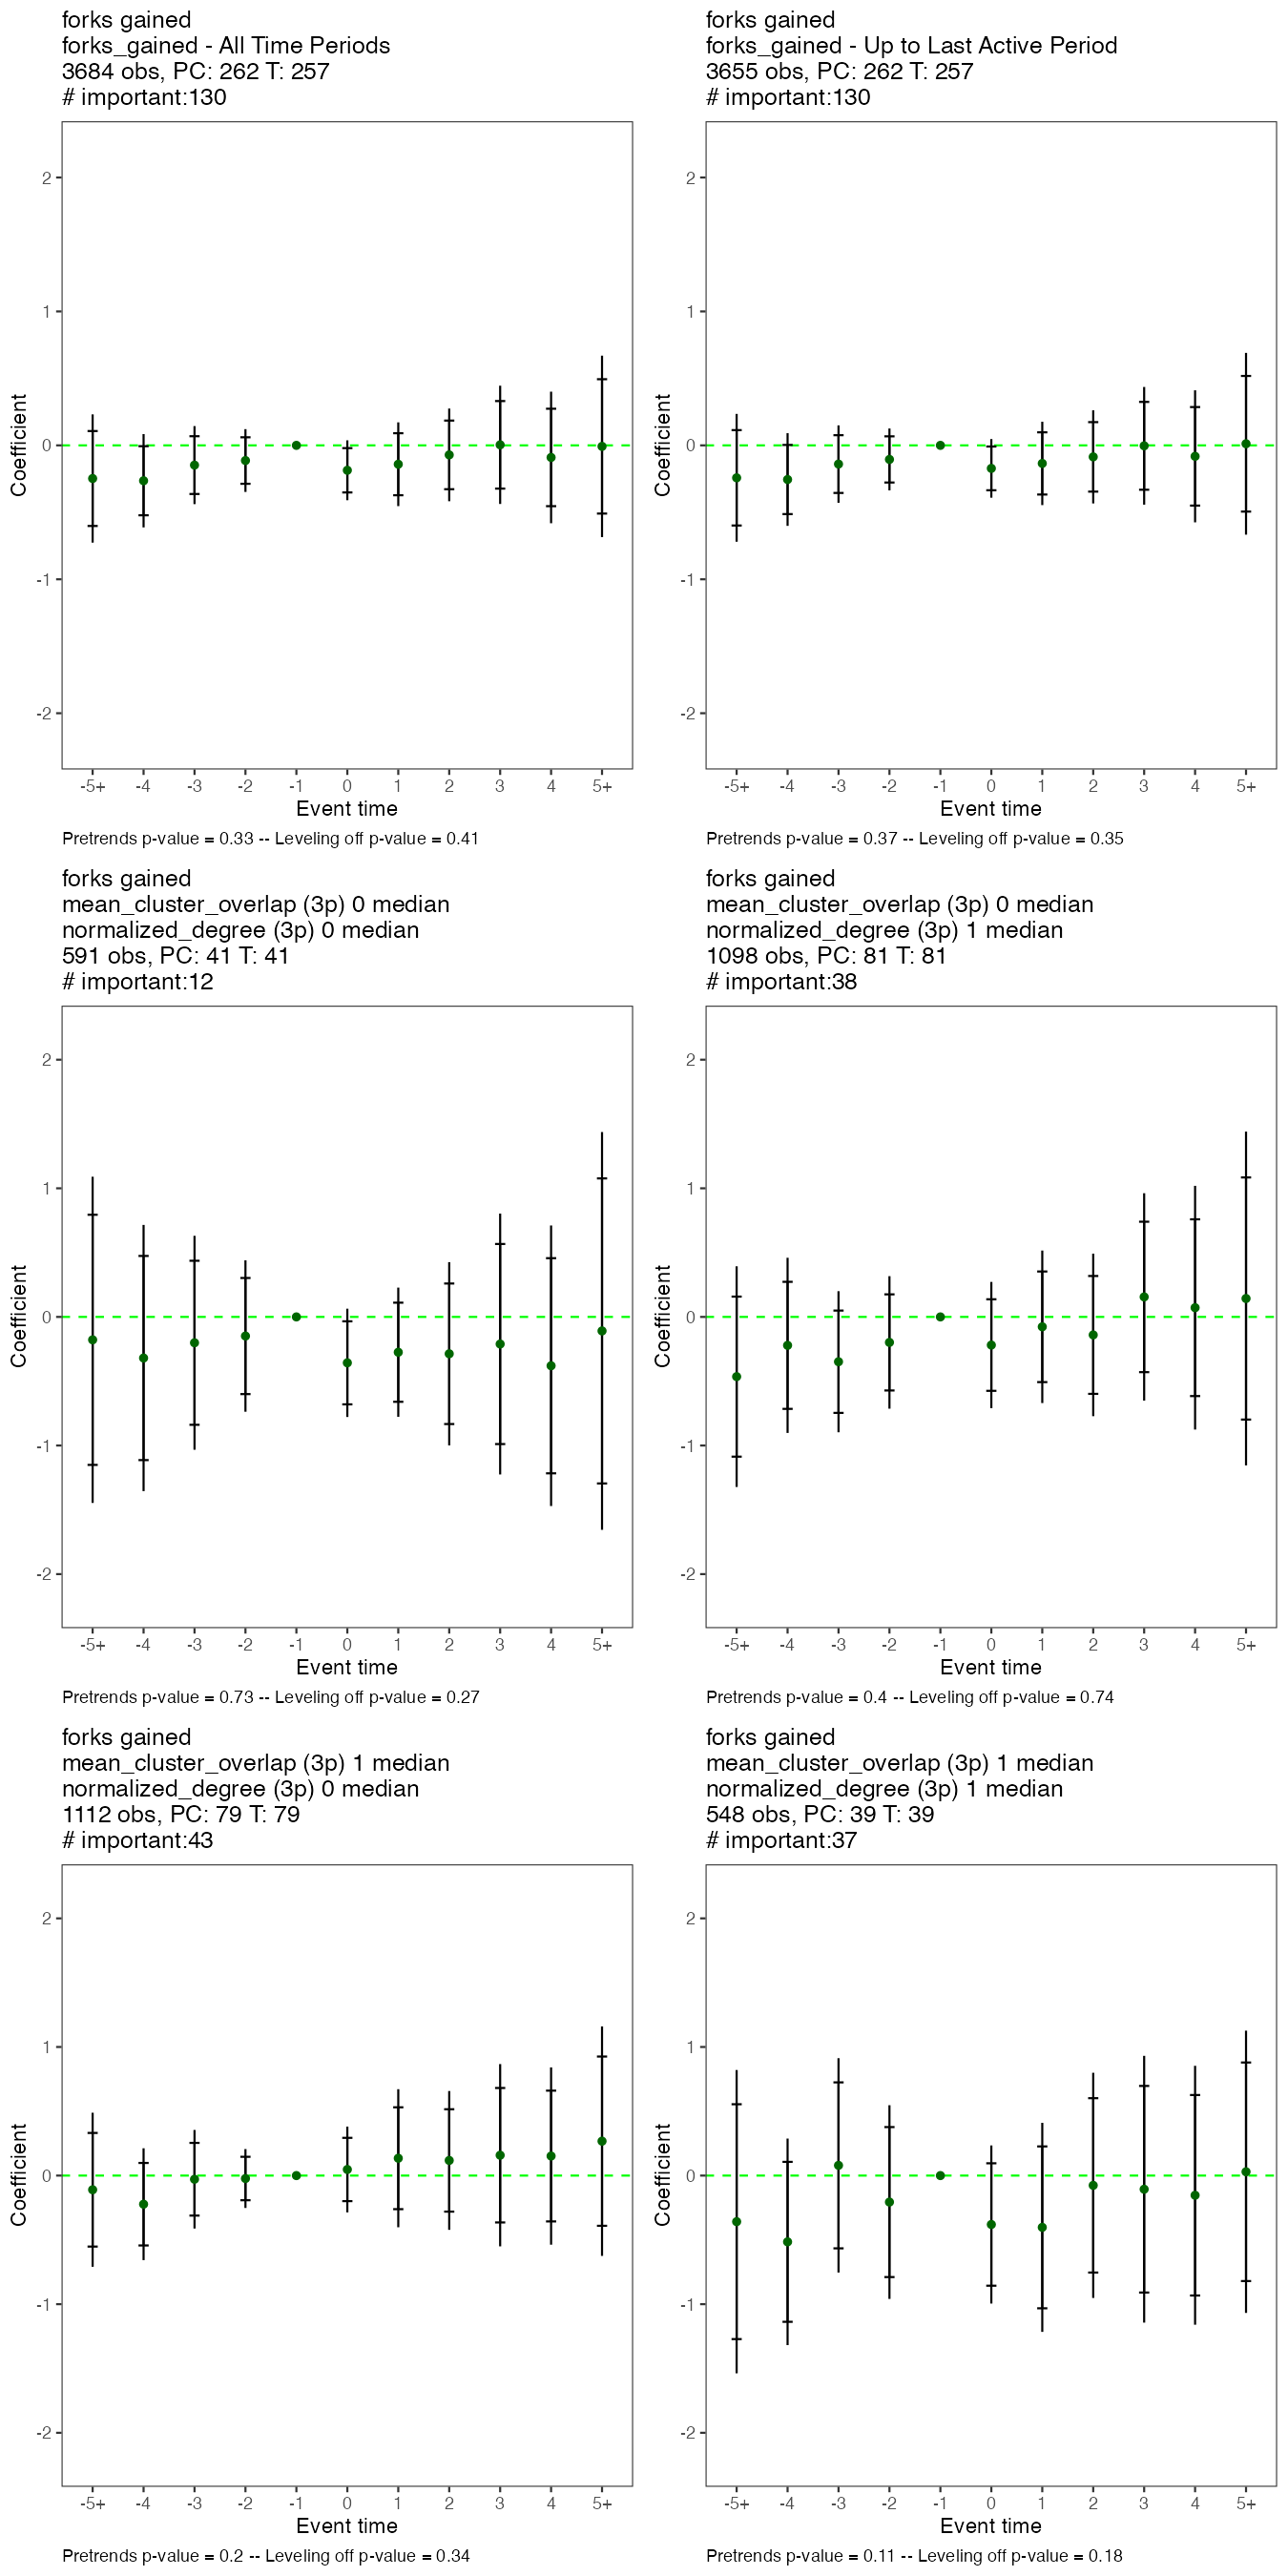 forks gained
forks_gained - All Time Periods
3684 obs, PC: 262 T: 257
# important:130
2
1
0
-1
-2
Coefficient
-5+ -4 -3 -2 -1 0 1 2 3 4 5+
Event time
Pretrends p-value = 0.33 -- Leveling off p-value = 0.41
forks gained
forks_gained - Up to Last Active Period
3655 obs, PC: 262 T: 257
# important:130
2
1
0
-1
-2
Coefficient
-5+ -4 -3 -2 -1 0 1 2 3 4 5+
Event time
Pretrends p-value = 0.37 -- Leveling off p-value = 0.35
forks gained
mean_cluster_overlap (3p) 0 median
normalized_degree (3p) 0 median
591 obs, PC: 41 T: 41
# important:12
2
1
0
-1
-2
Coefficient
-5+ -4 -3 -2 -1 0 1 2 3 4 5+
Event time
Pretrends p-value = 0.73 -- Leveling off p-value = 0.27
forks gained
mean_cluster_overlap (3p) 0 median
normalized_degree (3p) 1 median
1098 obs, PC: 81 T: 81
# important:38
2
1
0
-1
-2
Coefficient
-5+ -4 -3 -2 -1 0 1 2 3 4 5+
Event time
Pretrends p-value = 0.4 -- Leveling off p-value = 0.74
forks gained
mean_cluster_overlap (3p) 1 median
normalized_degree (3p) 0 median
1112 obs, PC: 79 T: 79
# important:43
2
1
0
-1
-2
Coefficient
-5+ -4 -3 -2 -1 0 1 2 3 4 5+
Event time
Pretrends p-value = 0.2 -- Leveling off p-value = 0.34
forks gained
mean_cluster_overlap (3p) 1 median
normalized_degree (3p) 1 median
548 obs, PC: 39 T: 39
# important:37
2
1
0
-1
-2
Coefficient
-5+ -4 -3 -2 -1 0 1 2 3 4 5+
Event time
Pretrends p-value = 0.11 -- Leveling off p-value = 0.18